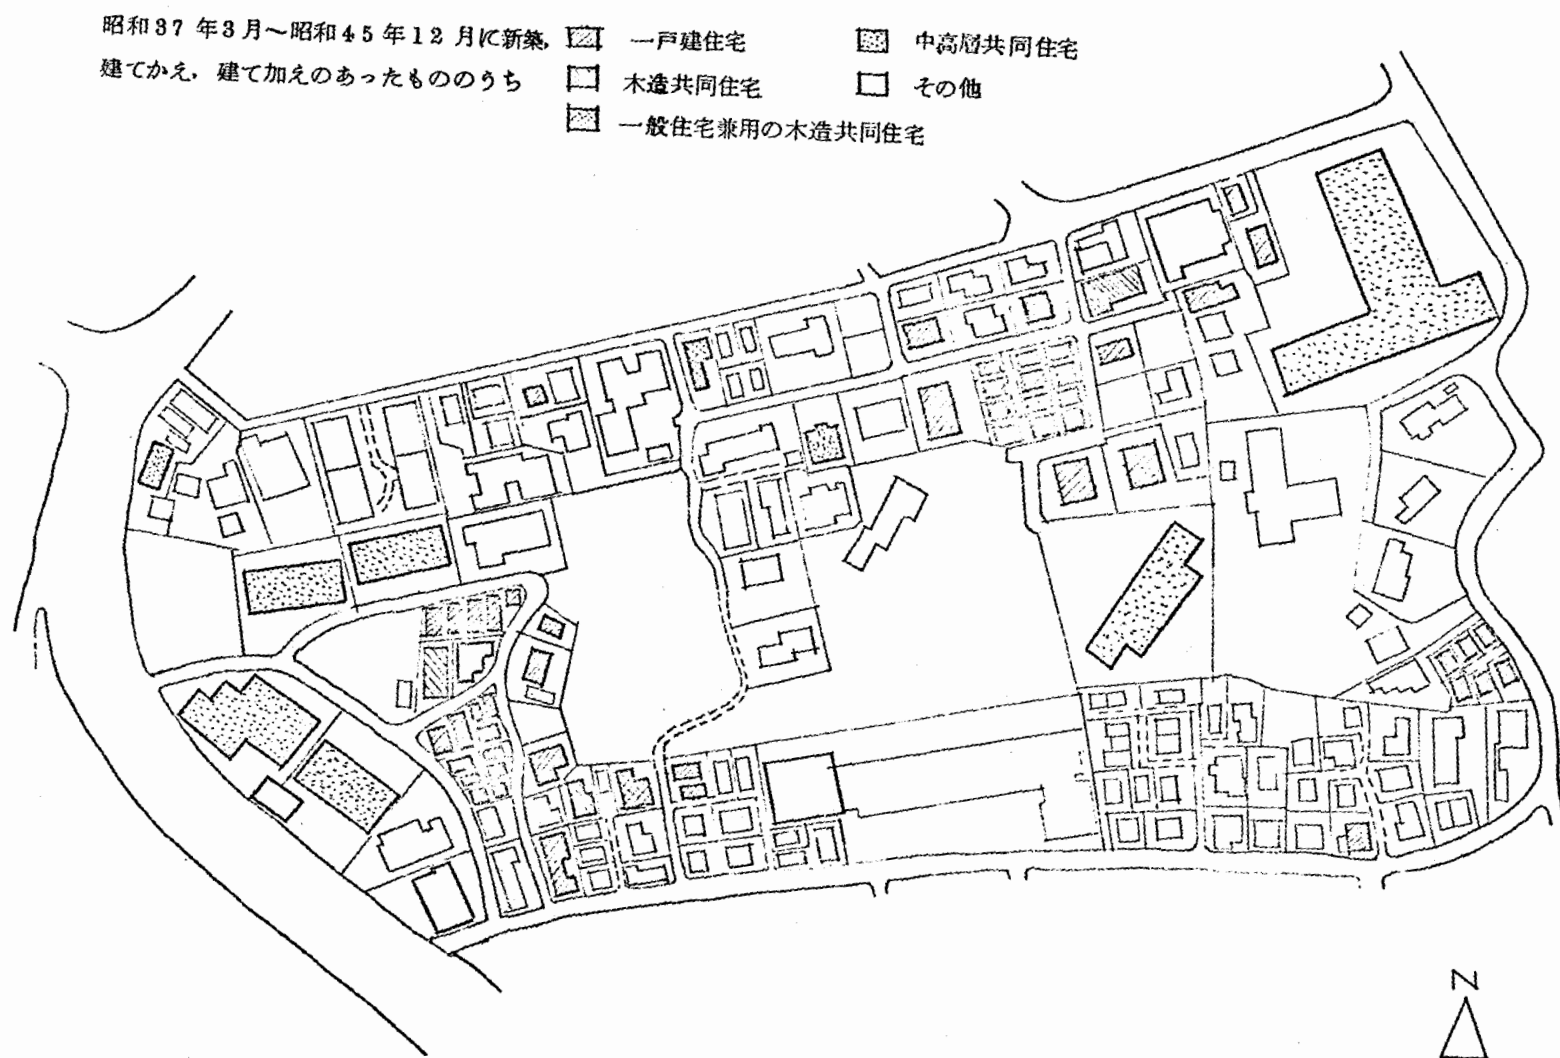 昭和37年3月～昭和45年12月に新築,
建てかえ, 建て加えのあったもののうち
一戸建住宅
木造共同住宅
一般住宅兼用の木造共同住宅
中高層共同住宅
その他
N